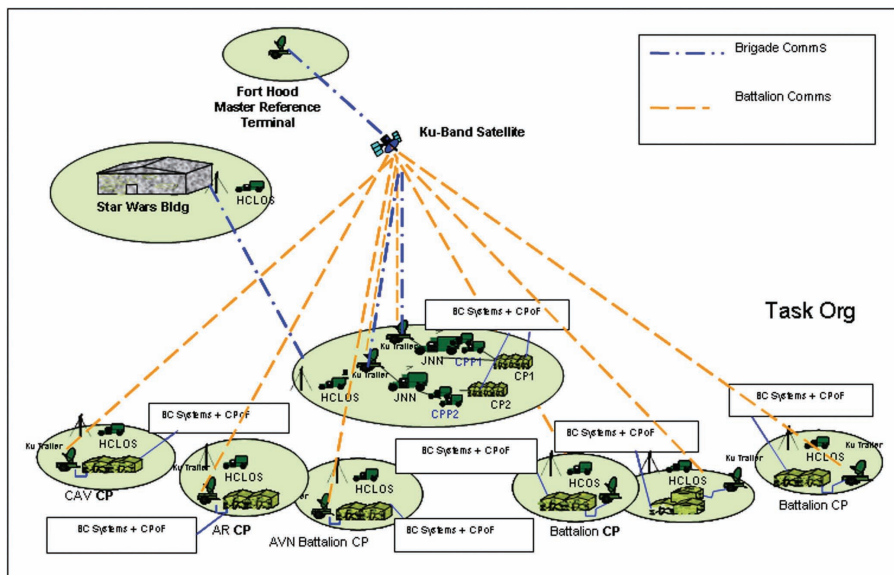 Brigade CommS
Battalion Comms
Fort Hood
Master Reference
Terminal
Ku-Band Satellite
HCLOS
Star Wars Bldg
Task Org
BC Systems + CPoF
Ku Trailer
JNN
CPP1
CP1
Ku Trailer
HCLOS
JNN
CP2
CPP2
BC Systems + CPoF
BC Systems + CPoF
HCLOS
Ku Trailer
CAV CP
HCLOS
AR CP
BC Systems + CPoF
BC Systems + CPoF
HCLOS
AVN Battalion CP
BC Systems + CPoF
BC Systems + CPoF
HCOS
Battalion CP
HCLOS
Ku Trailer
HCLOS
Ku Trailer
Battalion CP